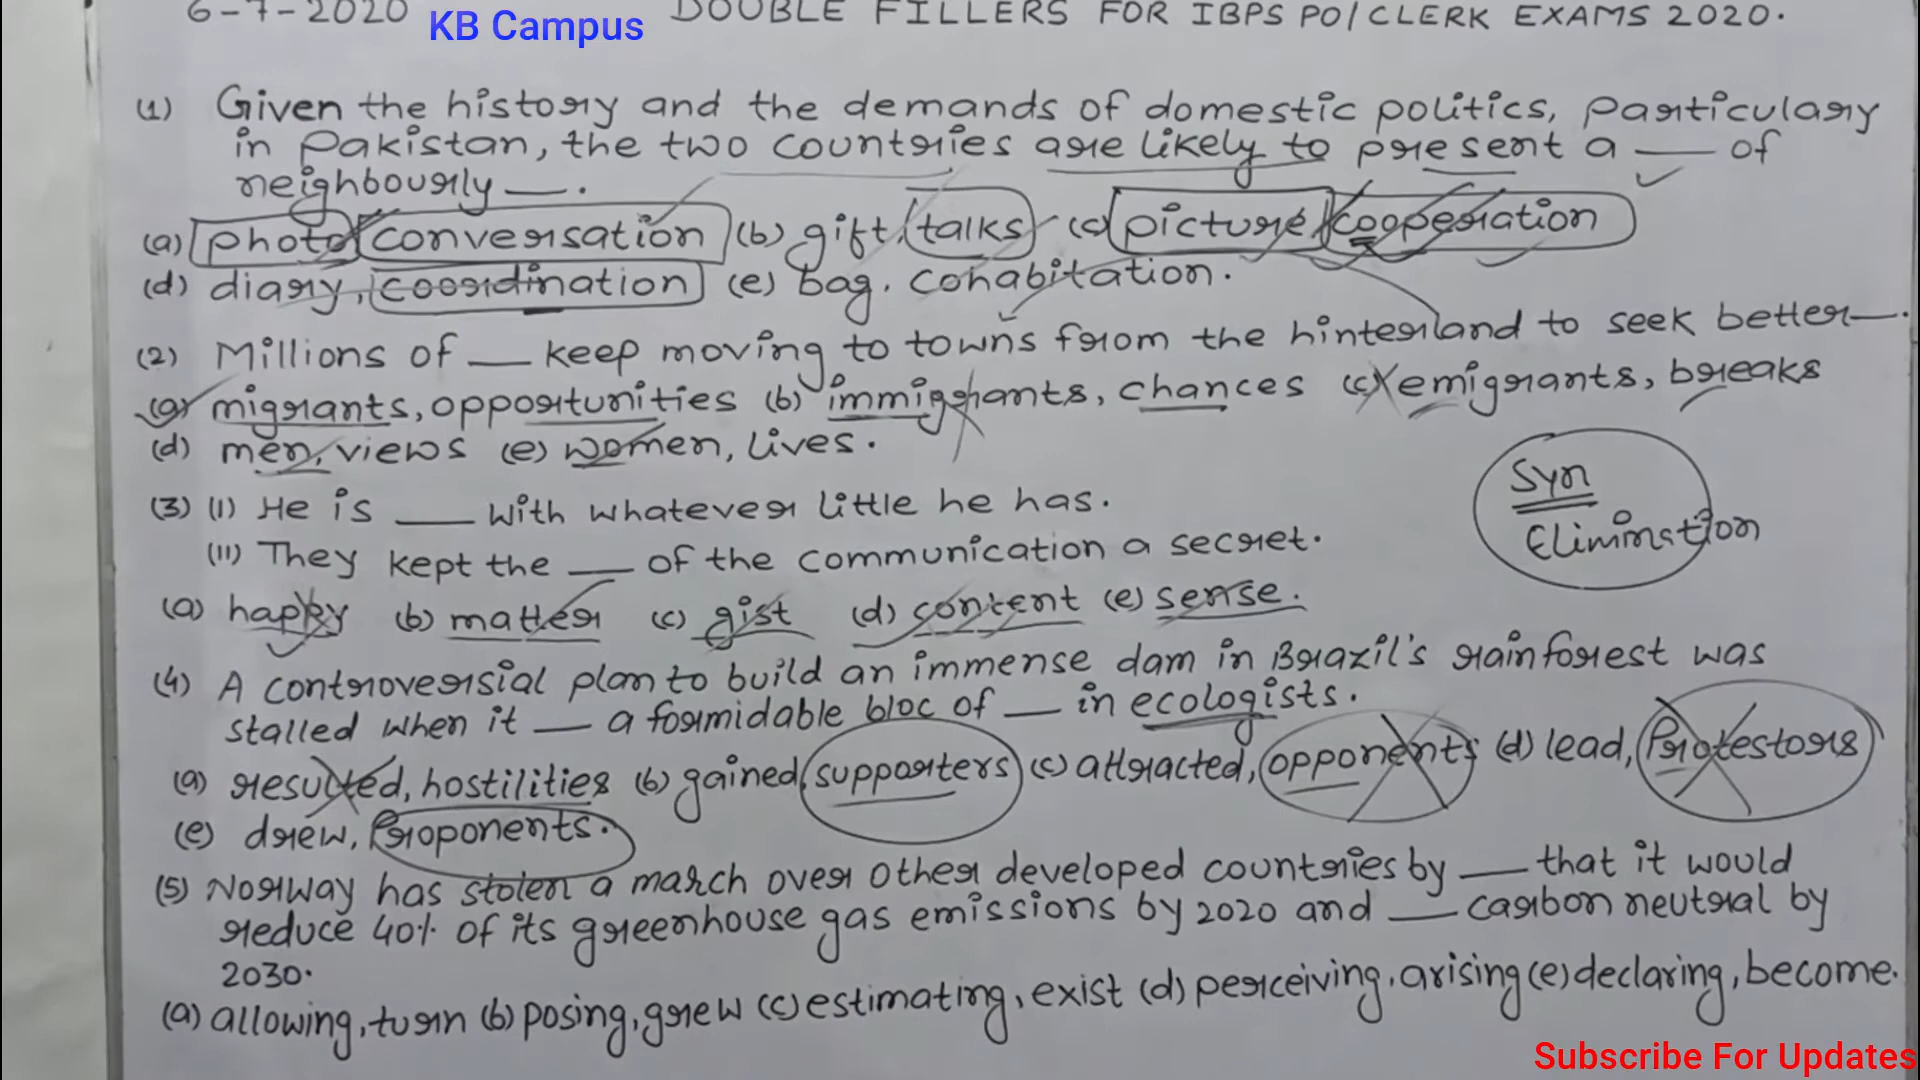 6-7-2020 KB Campus DOUBLE FILLERS FOR IBPS PO/CLERK EXAMS 2020.
(1) Given the history and the demands of domestic politics, particulary
in Pakistan, the two countries are likely to present a ___ of
neighbourly ___.
(a) photo, conversation (b) gift, talks (c) picture, cooperation
(d) diary, coordination (e) bag, cohabitation.
(2) Millions of ___ keep moving to towns from the hinterland to seek better ___.
(a) migrants, opportunities (b) immigrants, chances (c) emigrants, breaks
(d) men, views (e) women, lives.
(3) (i) He is ___ with whatever little he has.
(ii) They kept the ___ of the communication a secret.
(a) happy (b) matter (c) gist (d) content (e) sense.
Syn
Elimination
(4) A controversial plan to build an immense dam in Brazil's rainforest was
stalled when it ___ a formidable bloc of ___ in ecologists.
(a) resulted, hostilities (b) gained, supporters (c) attracted, opponents (d) lead, Protestors
(e) drew, Proponents.
(5) Norway has stolen a march over other developed countries by ___ that it would
reduce 40% of its greenhouse gas emissions by 2020 and ___ carbon neutral by
2030.
(a) allowing, turn (b) posing, grew (c) estimating, exist (d) perceiving, arising (e) declaring, become.
Subscribe For Updates